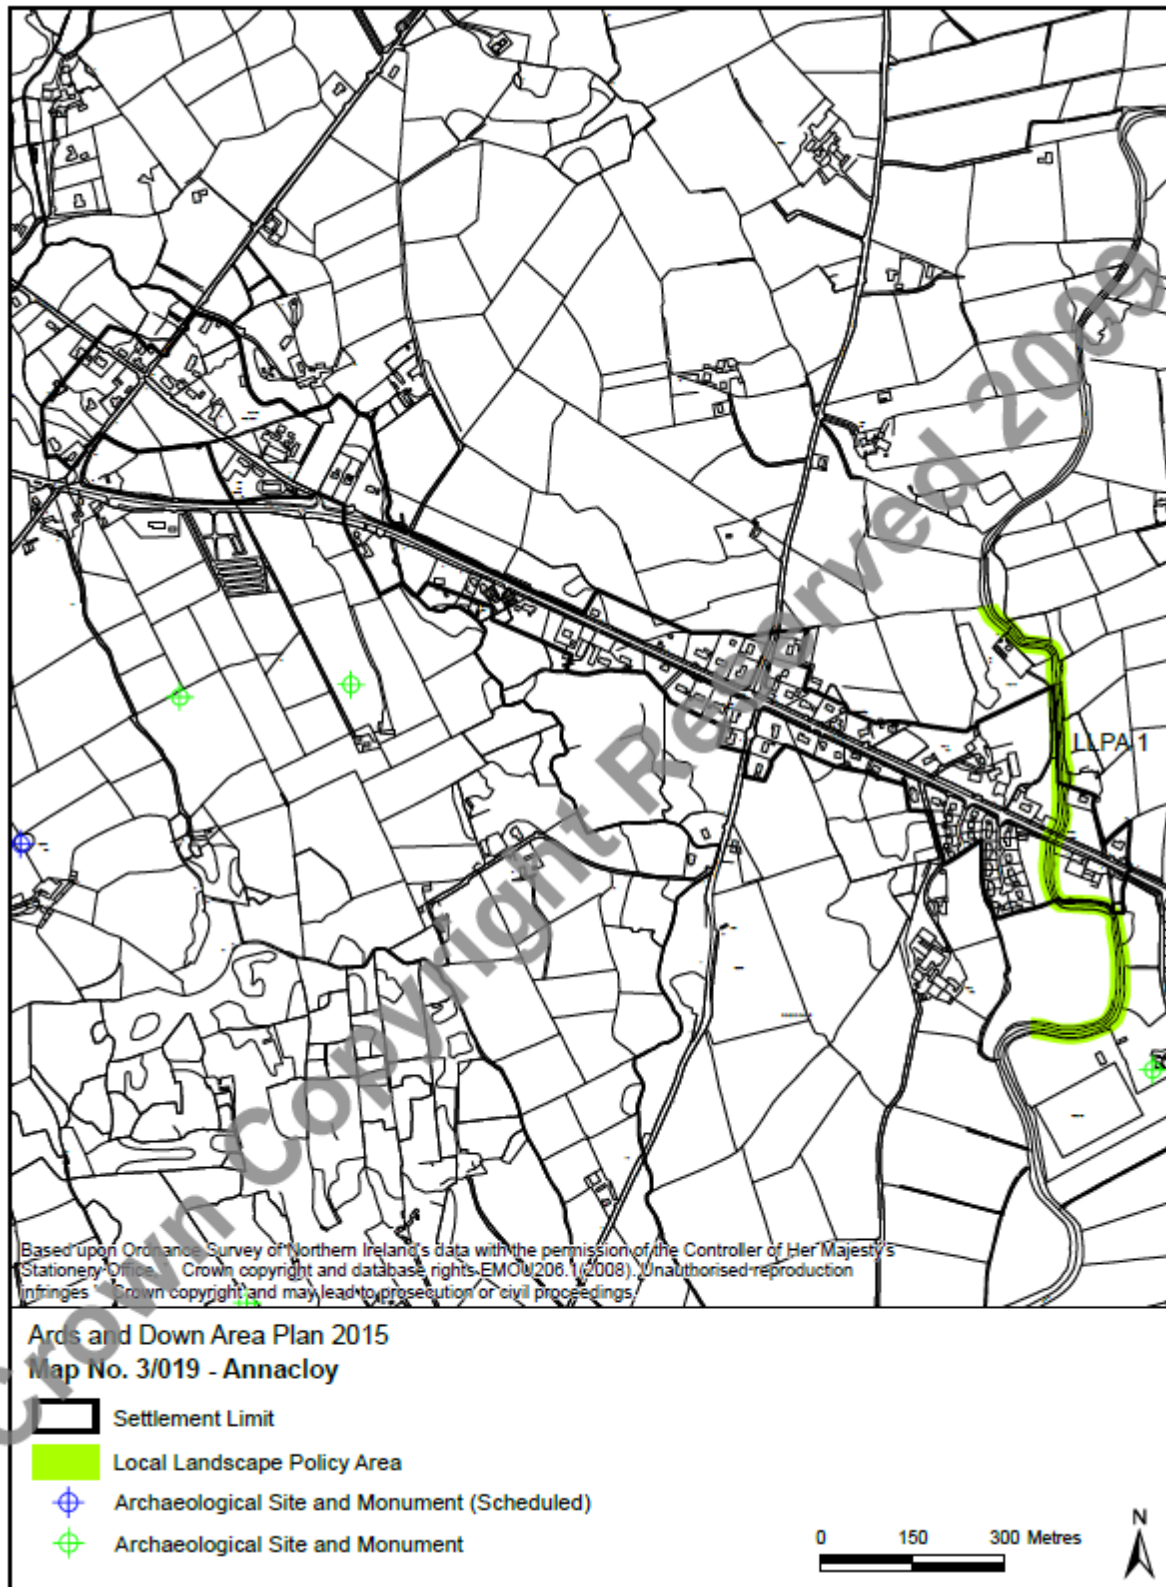 Crown Copyright Reserved 2009
LLPA 1
Based upon Ordnance Survey of Northern Ireland's data with the permission of the Controller of Her Majesty's
Stationery Office. Crown copyright and database rights EMOU206.1(2008). Unauthorised reproduction
infringes Crown copyright and may lead to prosecution or civil proceedings.
Ards and Down Area Plan 2015
Map No. 3/019 - Annacloy
Settlement Limit
Local Landscape Policy Area
Archaeological Site and Monument (Scheduled)
Archaeological Site and Monument
0 150 300 Metres
N